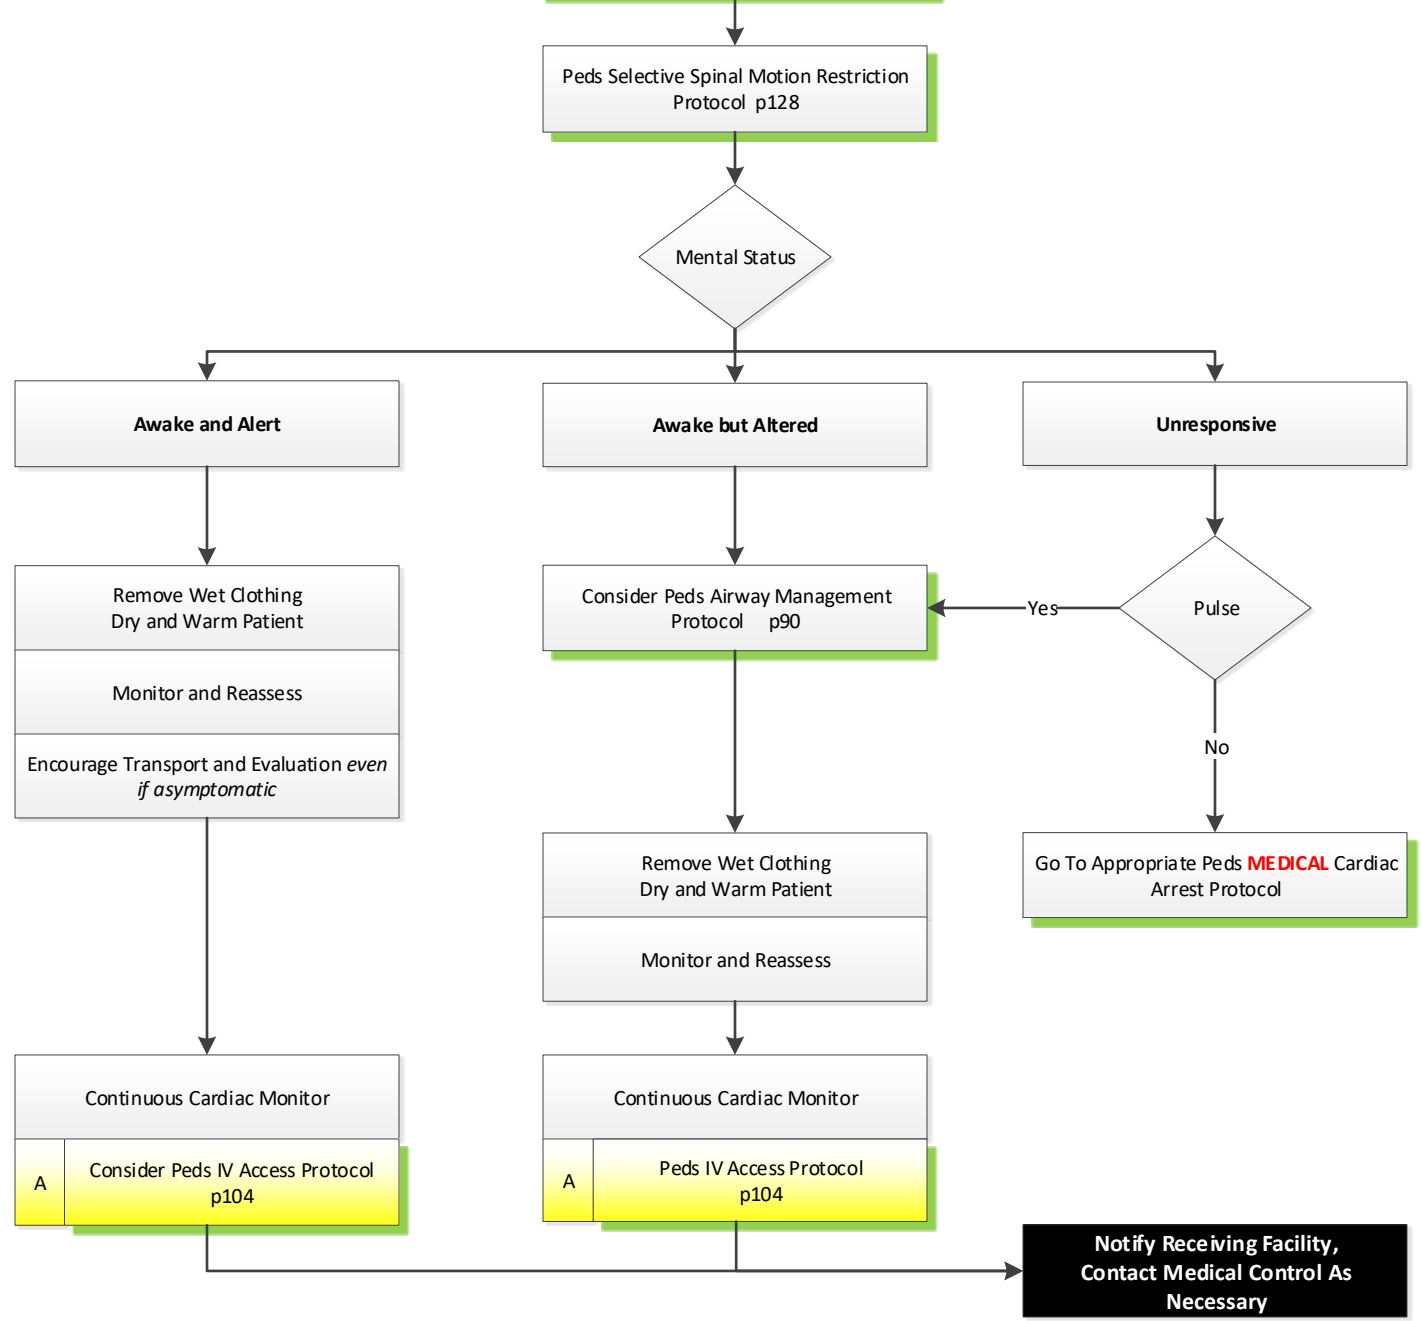 Peds Selective Spinal Motion Restriction
Protocol p128
Mental Status
Awake and Alert
Awake but Altered
Unresponsive
Remove Wet Clothing
Dry and Warm Patient
Monitor and Reassess
Encourage Transport and Evaluation even
if asymptomatic
Consider Peds Airway Management
Protocol p90
Yes
Pulse
No
Remove Wet Clothing
Dry and Warm Patient
Monitor and Reassess
Go To Appropriate Peds MEDICAL Cardiac
Arrest Protocol
Continuous Cardiac Monitor
A
Consider Peds IV Access Protocol
p104
Continuous Cardiac Monitor
A
Peds IV Access Protocol
p104
Notify Receiving Facility,
Contact Medical Control As
Necessary